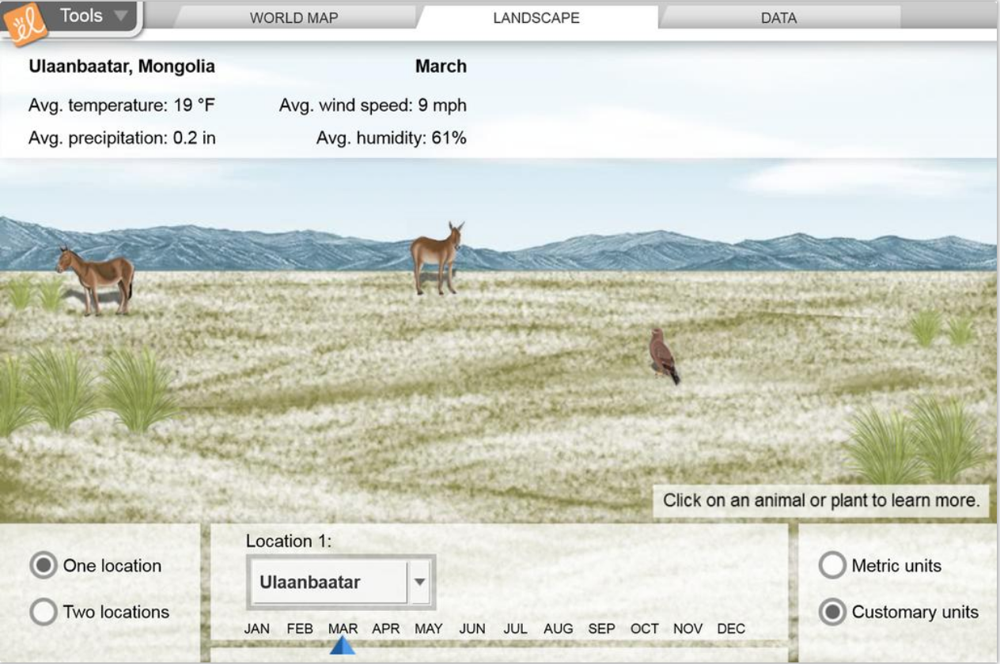 Tools
WORLD MAP
LANDSCAPE
DATA
Ulaanbaatar, Mongolia
March
Avg. temperature: 19 °F
Avg. wind speed: 9 mph
Avg. precipitation: 0.2 in
Avg. humidity: 61%
Click on an animal or plant to learn more.
One location
Two locations
Location 1:
Ulaanbaatar
JAN FEB MAR APR MAY JUN JUL AUG SEP OCT NOV DEC
Metric units
Customary units